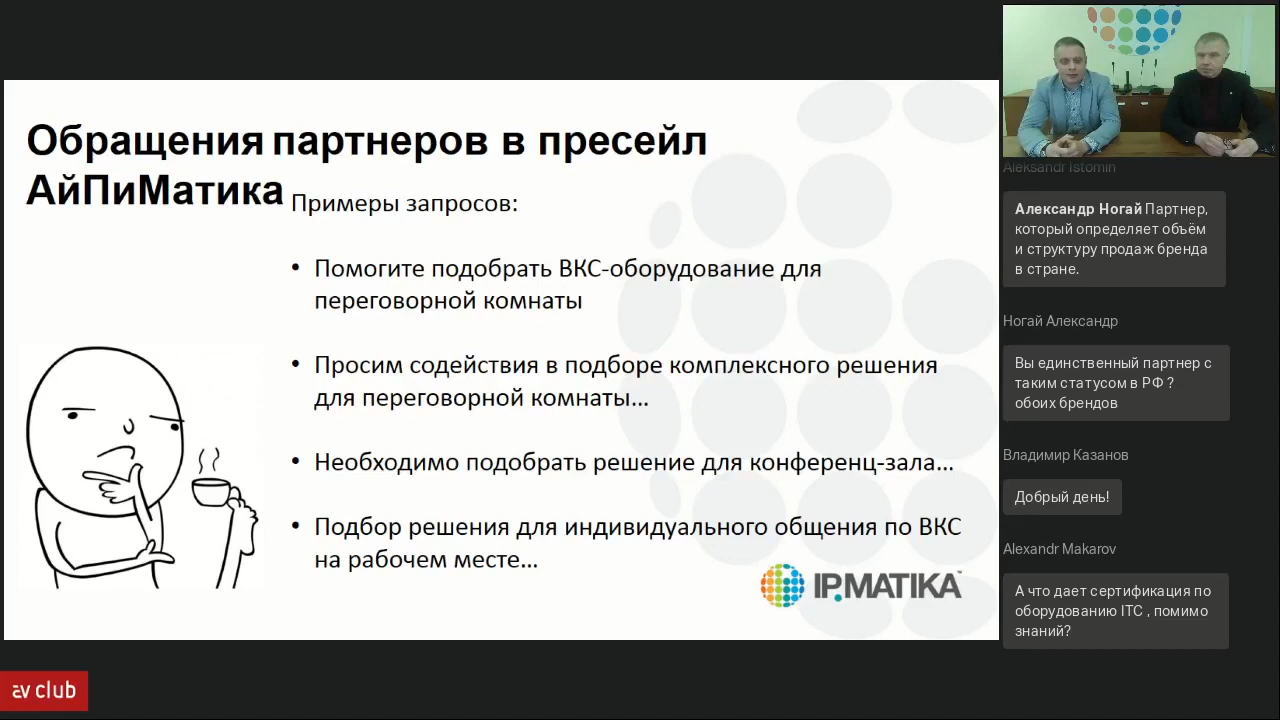 Обращения партнеров в пресейл
АйПиМатика
Примеры запросов:
• Помогите подобрать ВКС-оборудование для
переговорной комнаты
• Просим содействия в подборе комплексного решения
для переговорной комнаты...
• Необходимо подобрать решение для конференц-зала...
• Подбор решения для индивидуального общения по ВКС
на рабочем месте...
IPMATIKA™
av club
Aleksandr Istomin
Александр Ногай Партнер,
который определяет объём
и структуру продаж бренда
в стране.
Ногай Александр
Вы единственный партнер с
таким статусом в РФ ?
обоих брендов
Владимир Казанов
Добрый день!
Alexandr Makarov
А что дает сертификация по
оборудованию ITC , помимо
знаний?